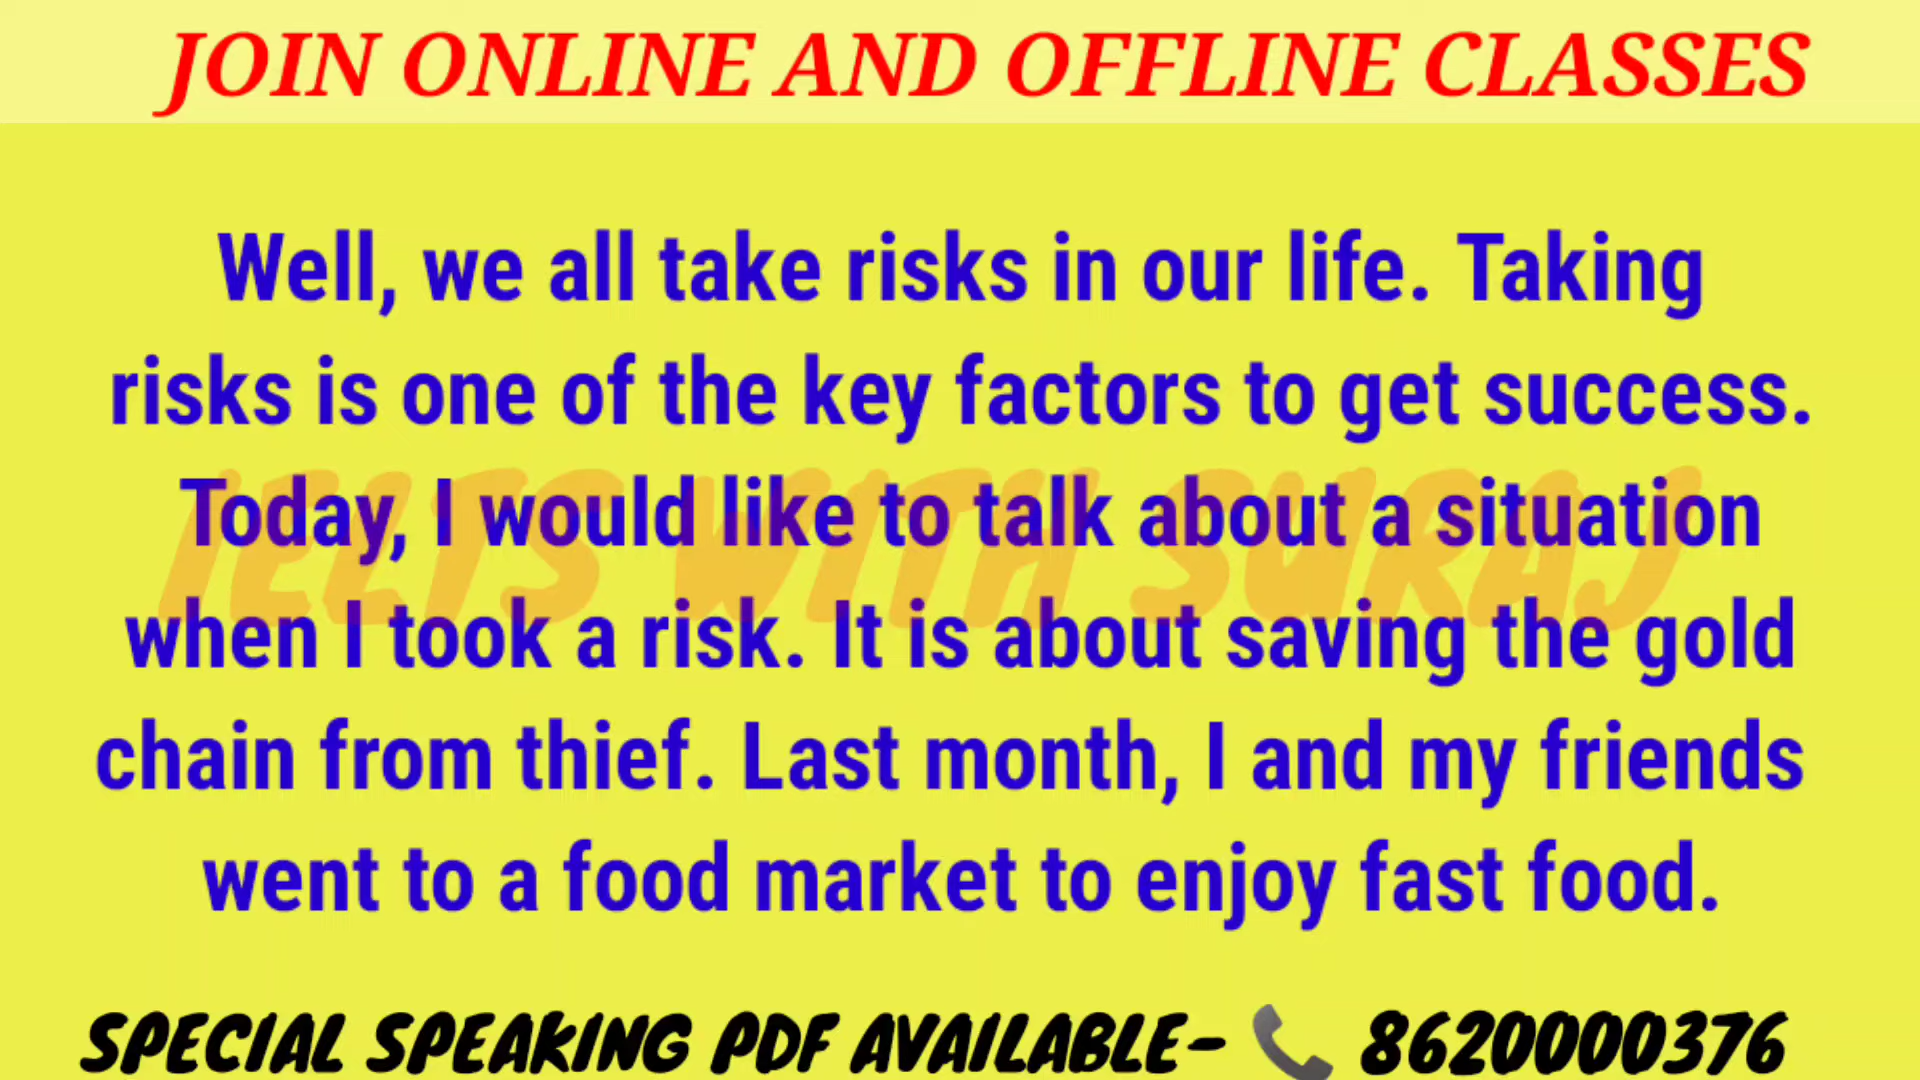 JOIN ONLINE AND OFFLINE CLASSES
Well, we all take risks in our life. Taking
risks is one of the key factors to get success.
Today, I would like to talk about a situation
when I took a risk. It is about saving the gold
chain from thief. Last month, I and my friends
went to a food market to enjoy fast food.
IELTS WITH SURAJ
SPECIAL SPEAKING PDF AVAILABLE- 📞 8620000376